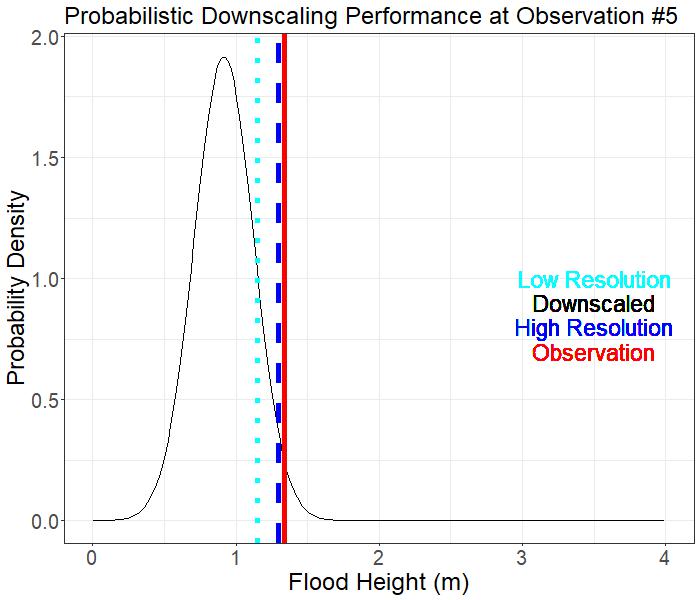 Probabilistic Downscaling Performance at Observation #5
2.0
1.5
1.0
0.5
0.0
Probability Density
Low Resolution
Downscaled
High Resolution
Observation
0 1 2 3 4
Flood Height (m)